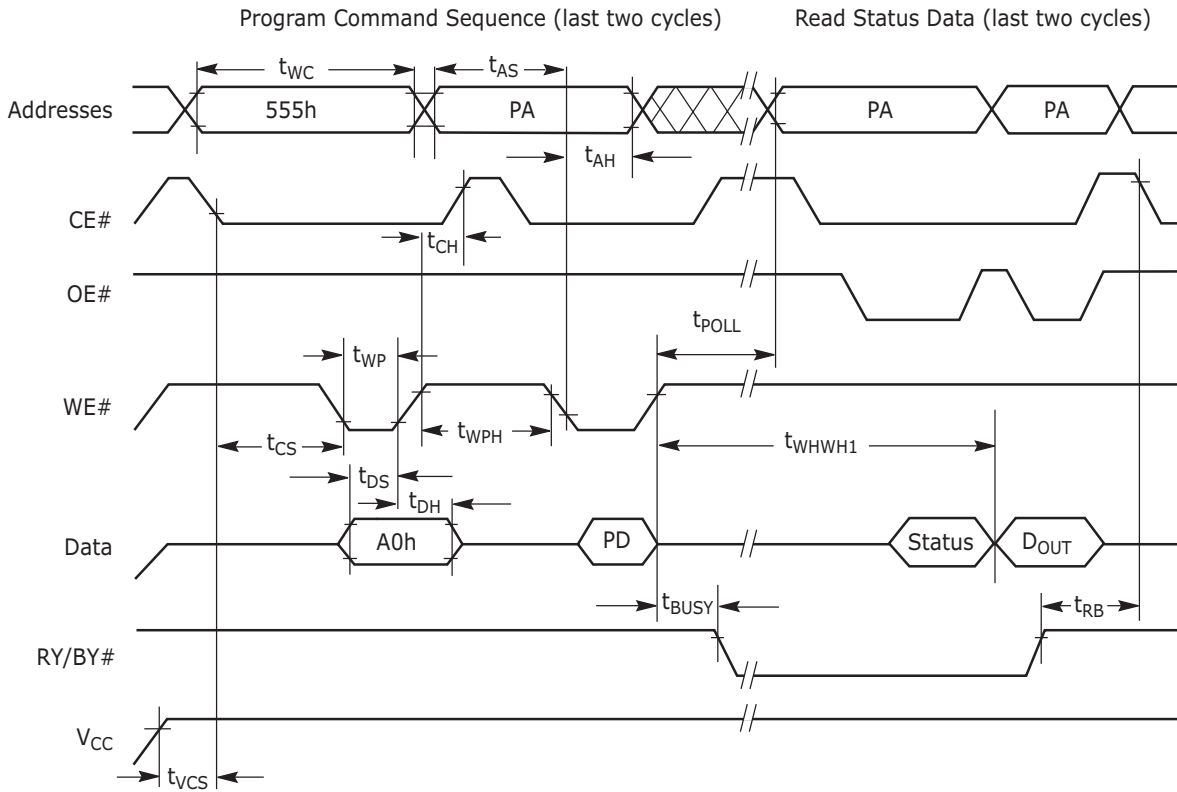 Program Command Sequence (last two cycles)
Read Status Data (last two cycles)
tWC
tAS
Addresses
555h
PA
PA
PA
tAH
CE#
tCH
OE#
tPOLL
tWP
WE#
tCS
tWPH
tWHWH1
tDS
tDH
Data
A0h
PD
Status
DOUT
tBUSY
tRB
RY/BY#
VCC
tVCS